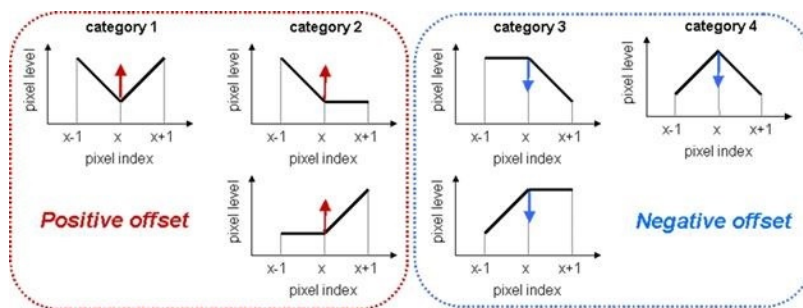 category 1
category 2
category 3
category 4
pixel level
x-1 x x+1
pixel index
pixel level
x-1 x x+1
pixel index
pixel level
x-1 x x+1
pixel index
pixel level
x-1 x x+1
pixel index
Positive offset
pixel level
x-1 x x+1
pixel index
pixel level
x-1 x x+1
pixel index
Negative offset